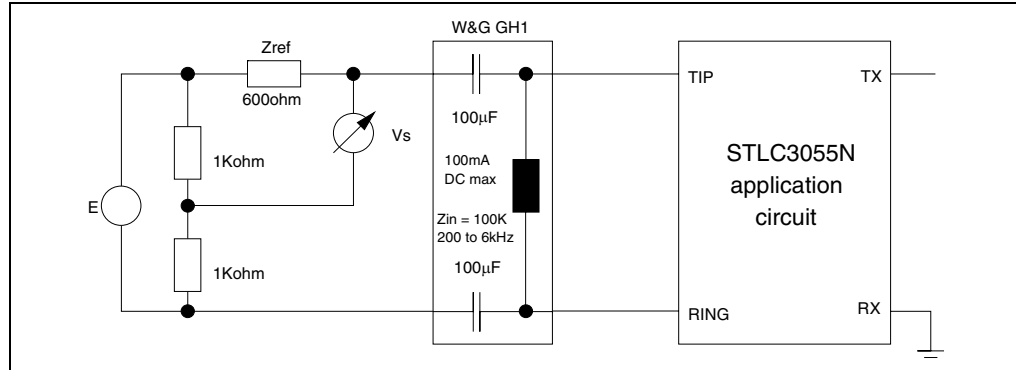 W&G GH1
Zref
600ohm
Vs
1Kohm
1Kohm
E
100μF
100mA
DC max
Zin = 100K
200 to 6kHz
100μF
TIP
TX
STLC3055N
application
circuit
RING
RX